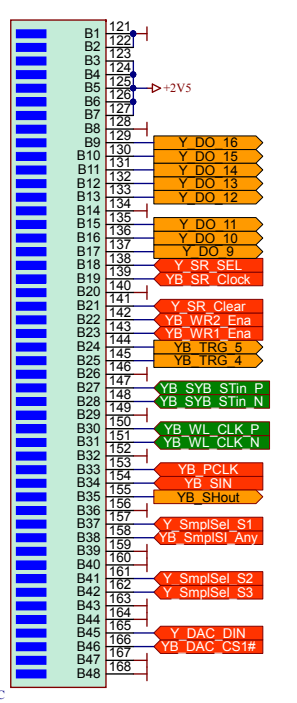 B1 121
B2 122
B3 123
B4 124
B5 125 +2V5
B6 126
B7 127
B8 128
B9 129 Y_DO_16
B10 130 Y_DO_15
B11 131 Y_DO_14
B12 132 Y_DO_13
B13 133 Y_DO_12
B14 134
B15 135 Y_DO_11
B16 136 Y_DO_10
B17 137 Y_DO_9
B18 138 Y_SR_SEL
B19 139 YB_SR_Clock
B20 140
B21 141 Y_SR_Clear
B22 142 YB_WR2_Ena
B23 143 YB_WR1_Ena
B24 144 YB_TRG_5
B25 145 YB_TRG_4
B26 146
B27 147 YB_SYB_STin_P
B28 148 YB_SYB_STin_N
B29 149
B30 150 YB_WL_CLK_P
B31 151 YB_WL_CLK_N
B32 152
B33 153 YB_PCLK
B34 154 YB_SIN
B35 155 YB_SHout
B36 156
B37 157 Y_SmplSel_S1
B38 158 YB_SmplSl_Any
B39 159
B40 160
B41 161 Y_SmplSel_S2
B42 162 Y_SmplSel_S3
B43 163
B44 164
B45 165 Y_DAC_DIN
B46 166 YB_DAC_CS1#
B47 167
B48 168